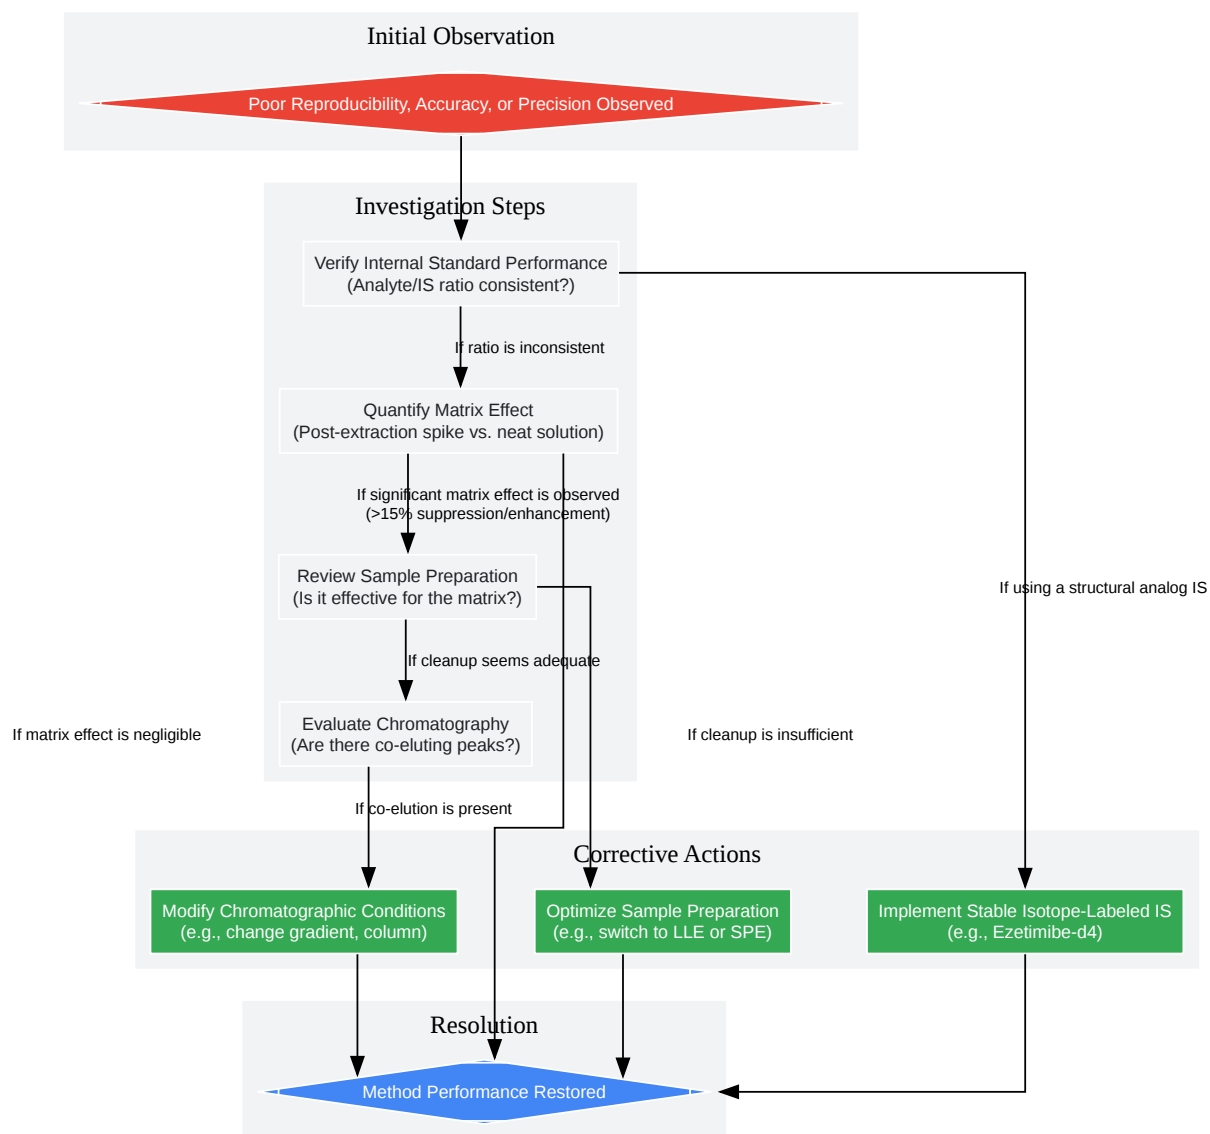 Initial Observation
Poor Reproducibility, Accuracy, or Precision Observed
Investigation Steps
Verify Internal Standard Performance
(Analyte/IS ratio consistent?)
If ratio is inconsistent
Quantify Matrix Effect
(Post-extraction spike vs. neat solution)
If significant matrix effect is observed
(>15% suppression/enhancement)
Review Sample Preparation
(Is it effective for the matrix?)
If using a structural analog IS
If cleanup seems adequate
Evaluate Chromatography
(Are there co-eluting peaks?)
If matrix effect is negligible
If cleanup is insufficient
If co-elution is present
Corrective Actions
Modify Chromatographic Conditions
(e.g., change gradient, column)
Optimize Sample Preparation
(e.g., switch to LLE or SPE)
Implement Stable Isotope-Labeled IS
(e.g., Ezetimibe-d4)
Resolution
Method Performance Restored